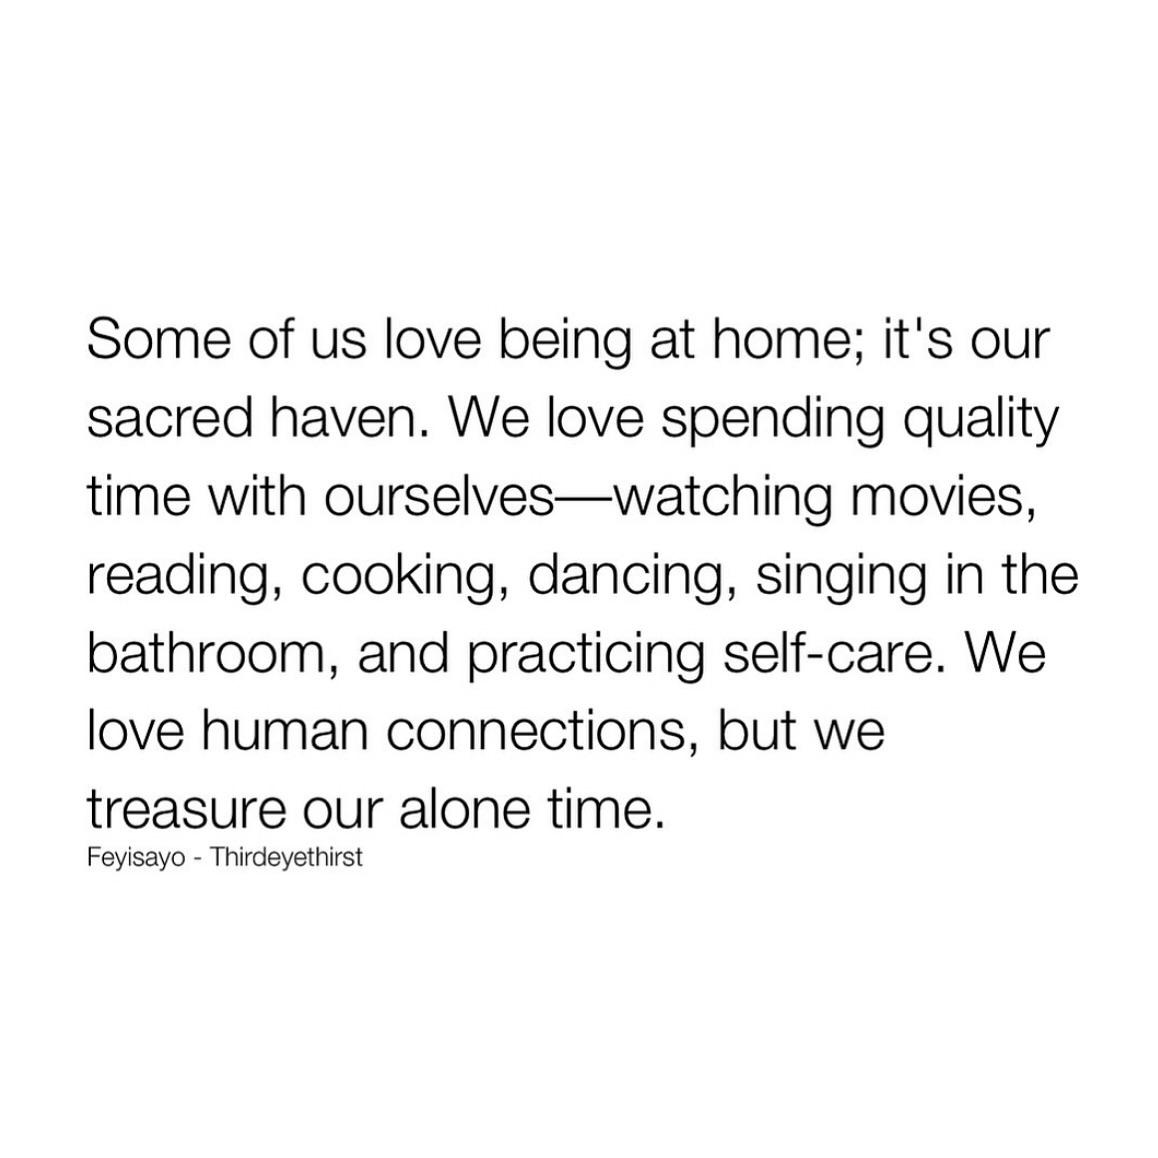 Some of us love being at home; it's our
sacred haven. We love spending quality
time with ourselves—watching movies,
reading, cooking, dancing, singing in the
bathroom, and practicing self-care. We
love human connections, but we
treasure our alone time.
Feyisayo - Thirdeyethirst